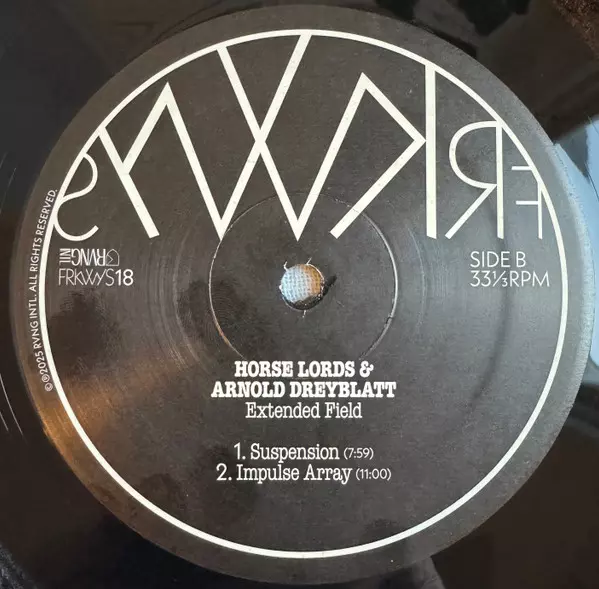 FRKWYS
RVNG
INTL
FRKWYS18
SIDE B
33⅓RPM
©℗2025 RVNG INTL. ALL RIGHTS RESERVED.
HORSE LORDS &
ARNOLD DREYBLATT
Extended Field
1. Suspension (7:59)
2. Impulse Array (11:00)